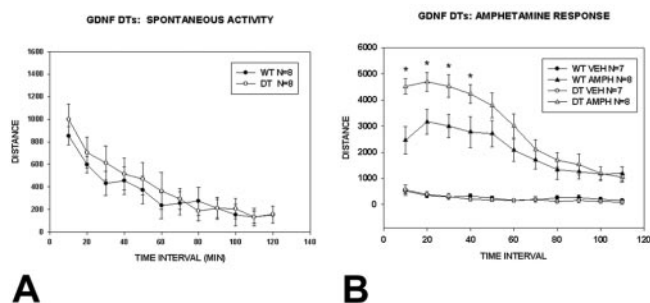 GDNF DTs: SPONTANEOUS ACTIVITY
1600
1400
1200
1000
800
600
400
200
0
DISTANCE
WT N=8
DT N=8
0 20 40 60 80 100 120 140
TIME INTERVAL (MIN)
A
GDNF DTs: AMPHETAMINE RESPONSE
6000
5000
4000
3000
2000
1000
0
DISTANCE
* * * *
WT VEH N=7
WT AMPH N=8
DT VEH N=7
DT AMPH N=8
0 20 40 60 80 100
TIME INTERVAL
B